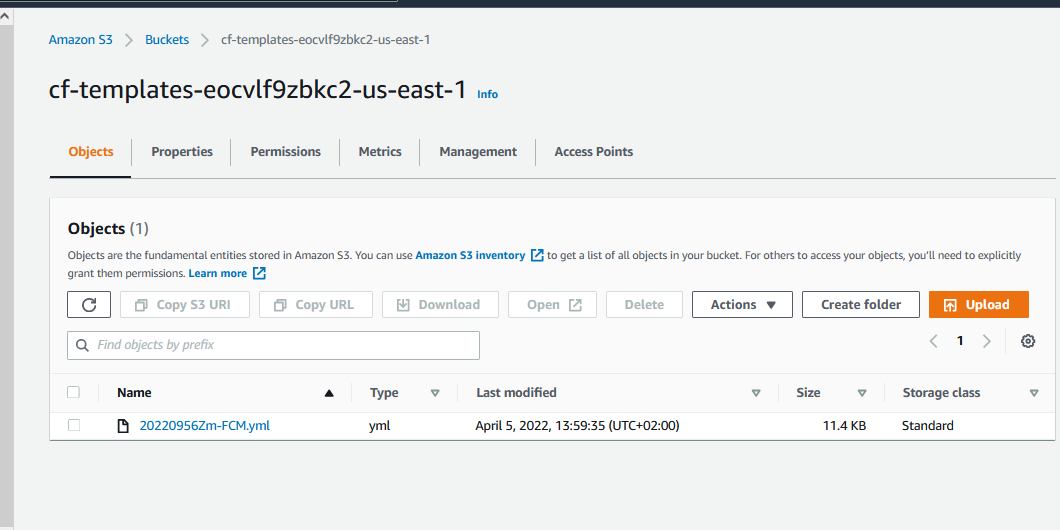 Amazon S3 > Buckets > cf-templates-eocvlf9zbkc2-us-east-1
cf-templates-eocvlf9zbkc2-us-east-1 Info
Objects Properties Permissions Metrics Management Access Points
Objects (1)
Objects are the fundamental entities stored in Amazon S3. You can use Amazon S3 inventory to get a list of all objects in your bucket. For others to access your objects, you'll need to explicitly
grant them permissions. Learn more
Copy S3 URI Copy URL Download Open Delete Actions Create folder Upload
Find objects by prefix 1
Name Type Last modified Size Storage class
20220956Zm-FCM.yml yml April 5, 2022, 13:59:35 (UTC+02:00) 11.4 KB Standard